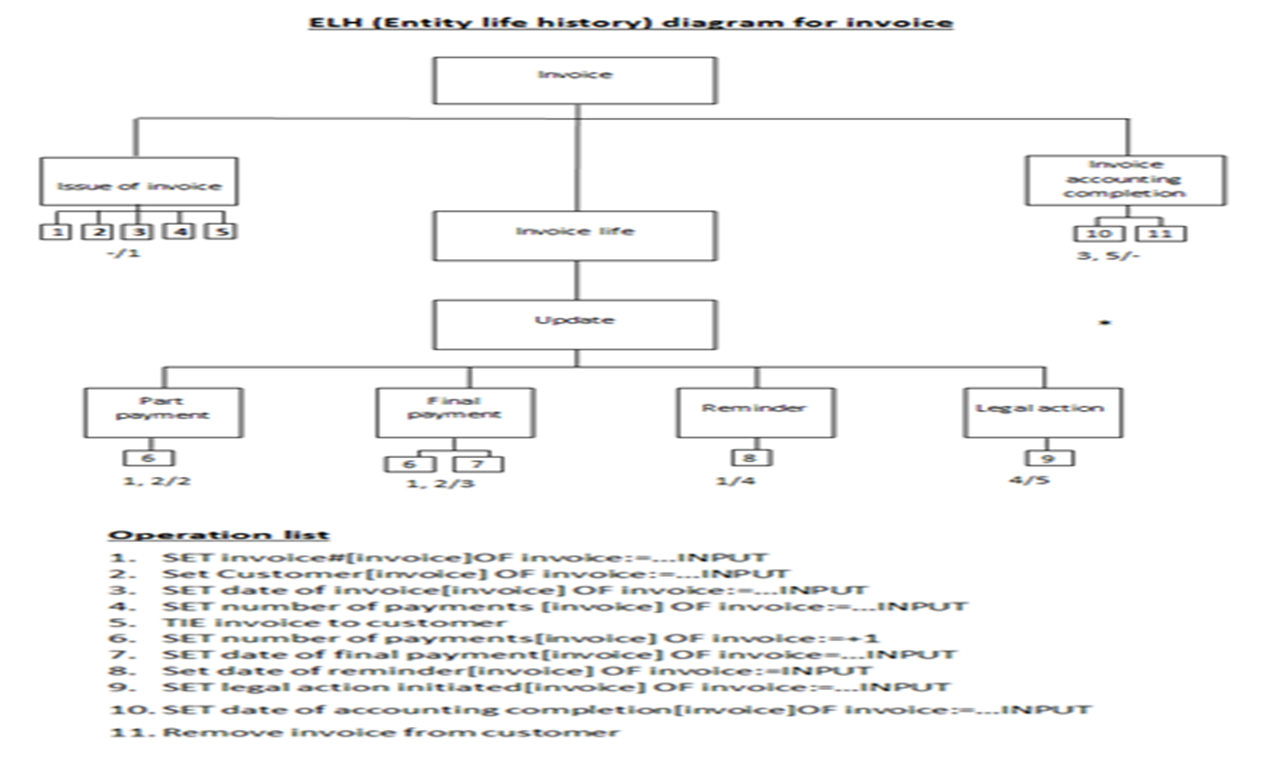 ELH (Entity life history) diagram for invoice
Invoice
Issue of invoice
Invoice
accounting
completion
1 2 3 4 5
-/1
Invoice life
10 11
3, 5/-
Update
Part
payment
Final
payment
Reminder
Legal action
6
6 7
8
9
1, 2/2
1, 2/3
1/4
4/5
Operation list
1. SET invoice#[invoice]OF invoice:=...INPUT
2. Set Customer[invoice] OF invoice:=...INPUT
3. SET date of invoice[invoice] OF invoice:=...INPUT
4. SET number of payments [invoice] OF invoice:=...INPUT
5. TIE invoice to customer
6. SET number of payments[invoice] OF invoice:=+1
7. SET date of final payment[invoice] OF invoice=...INPUT
8. Set date of reminder[invoice] OF invoice:=INPUT
9. SET legal action initiated[invoice] OF invoice:=...INPUT
10. SET date of accounting completion[invoice]OF invoice:=...INPUT
11. Remove invoice from customer